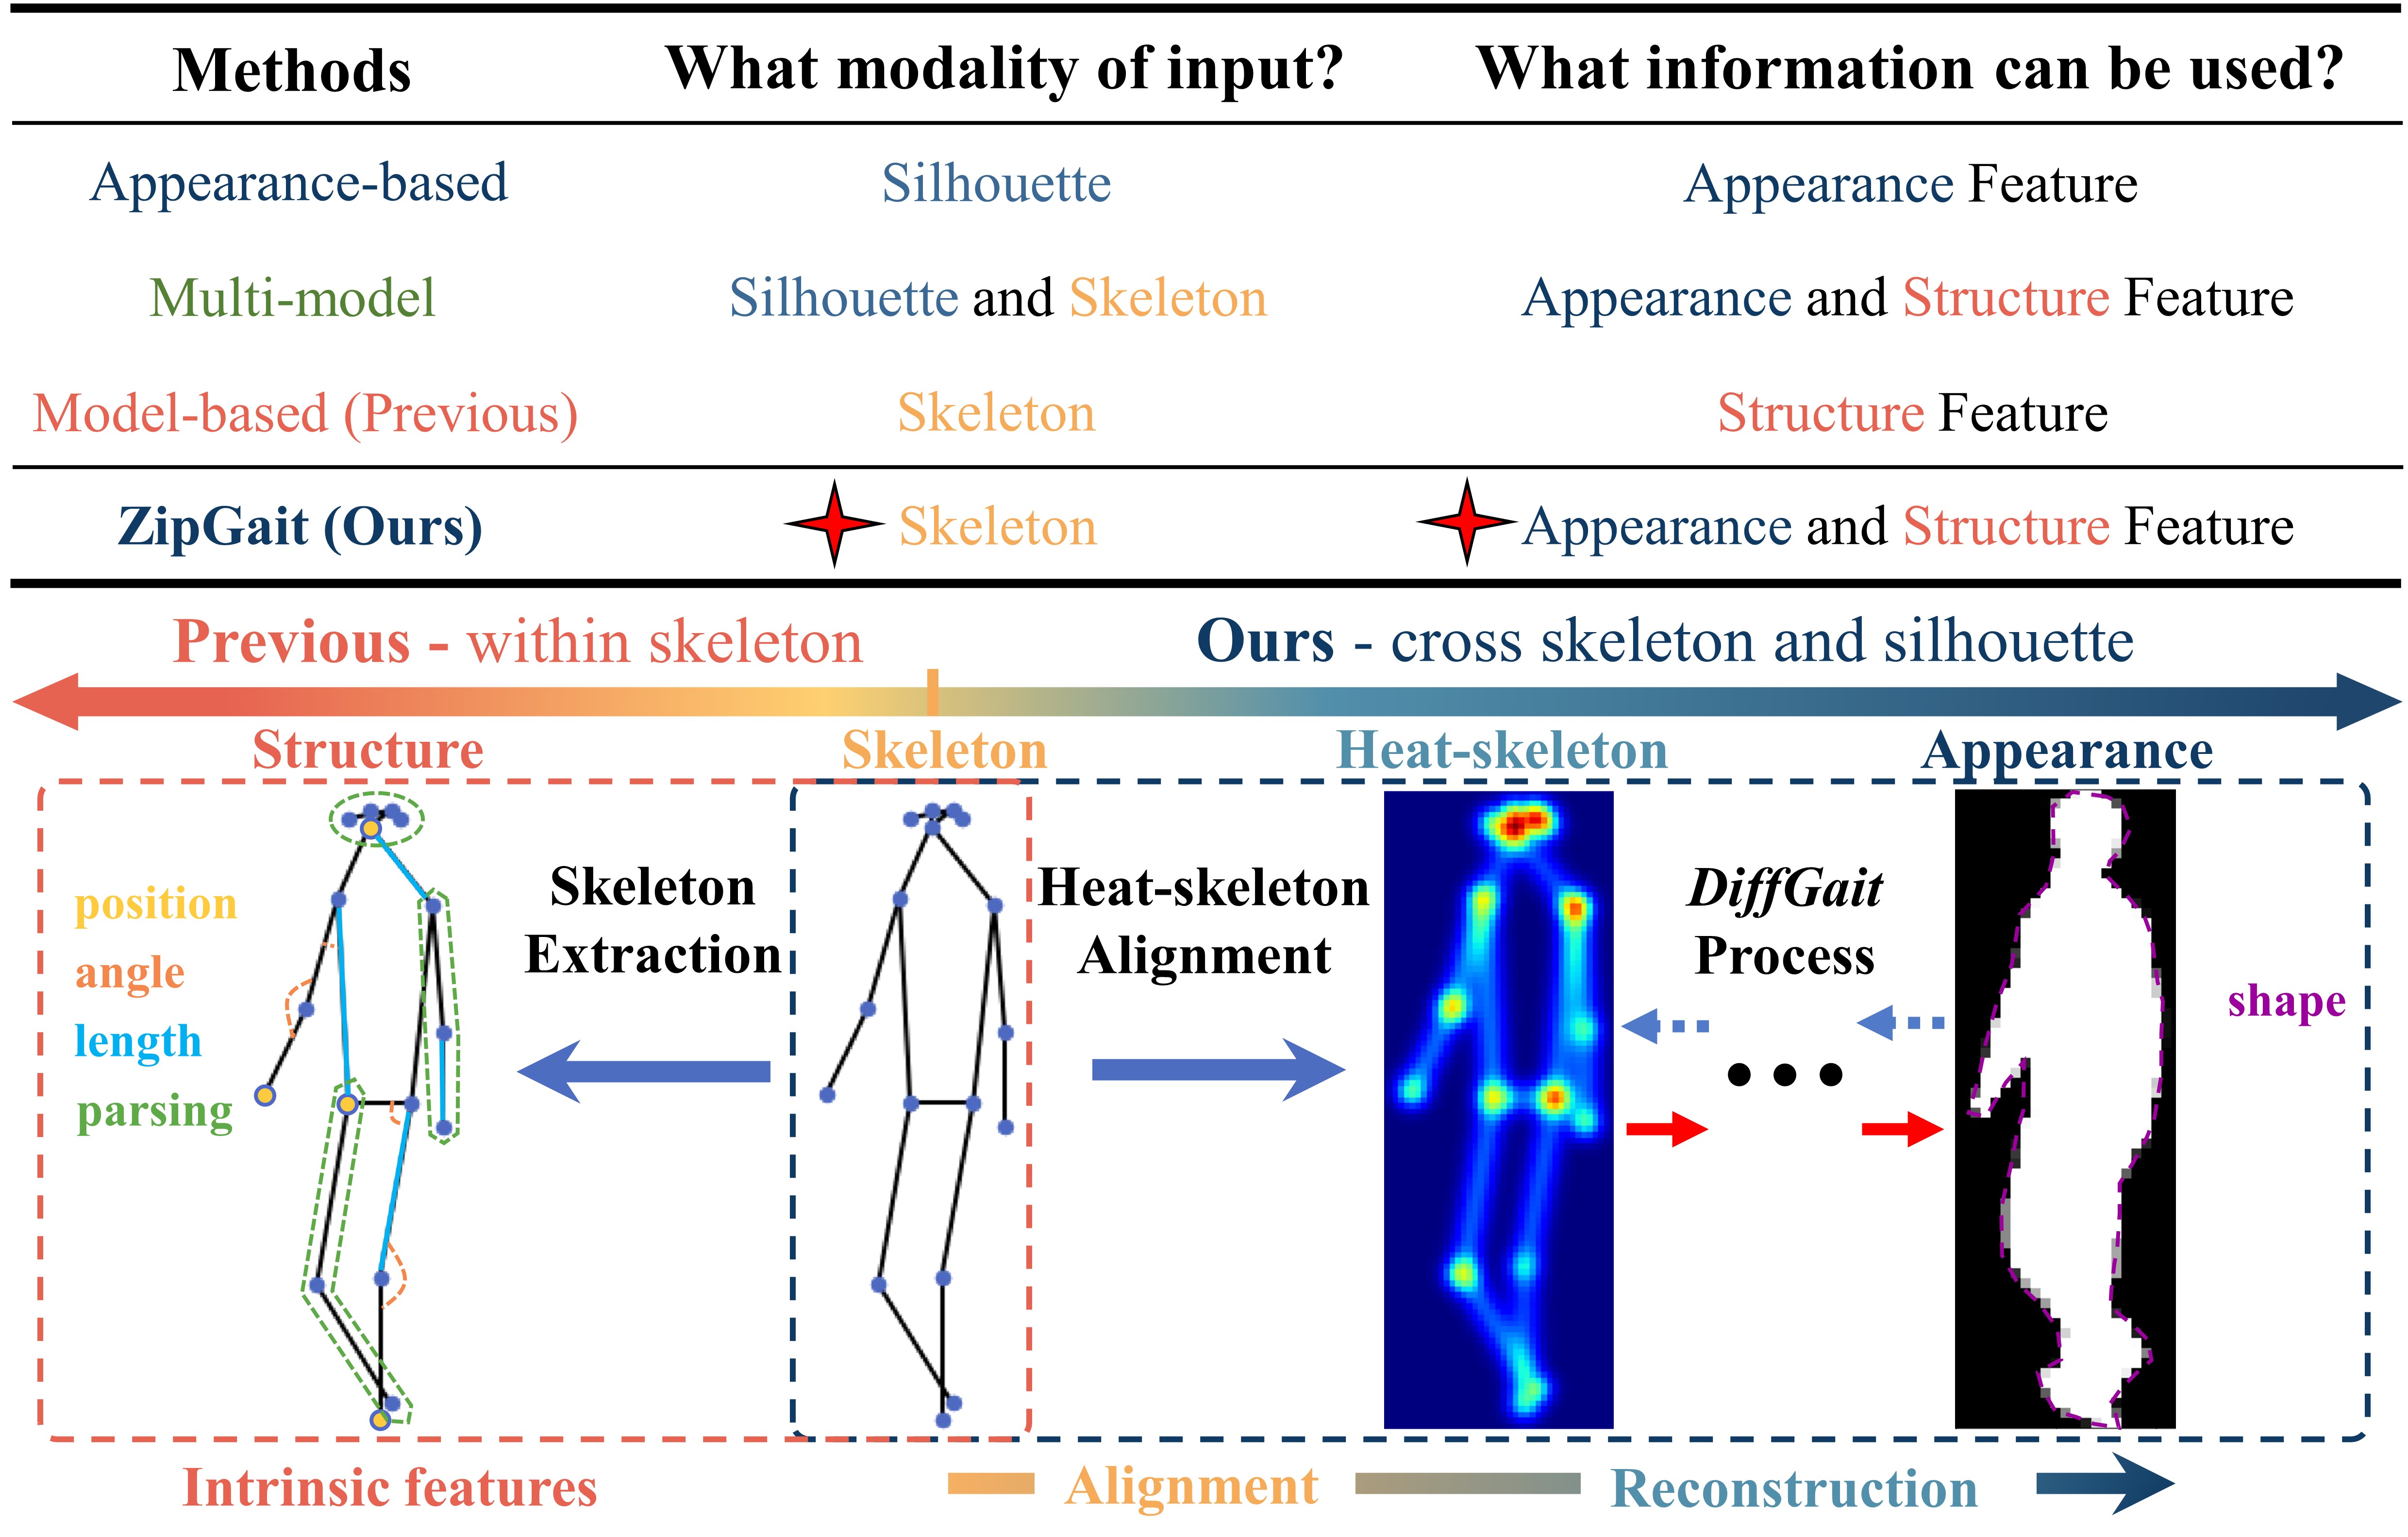 Methods What modality of input? What information can be used?
Appearance-based Silhouette Appearance Feature
Multi-model Silhouette and Skeleton Appearance and Structure Feature
Model-based (Previous) Skeleton Structure Feature
ZipGait (Ours) Skeleton Appearance and Structure Feature
Previous - within skeleton Ours - cross skeleton and silhouette
Structure Skeleton Heat-skeleton Appearance
position
angle
length
parsing
Skeleton
Extraction
Heat-skeleton
Alignment
DiffGait
Process
shape
Intrinsic features Alignment Reconstruction